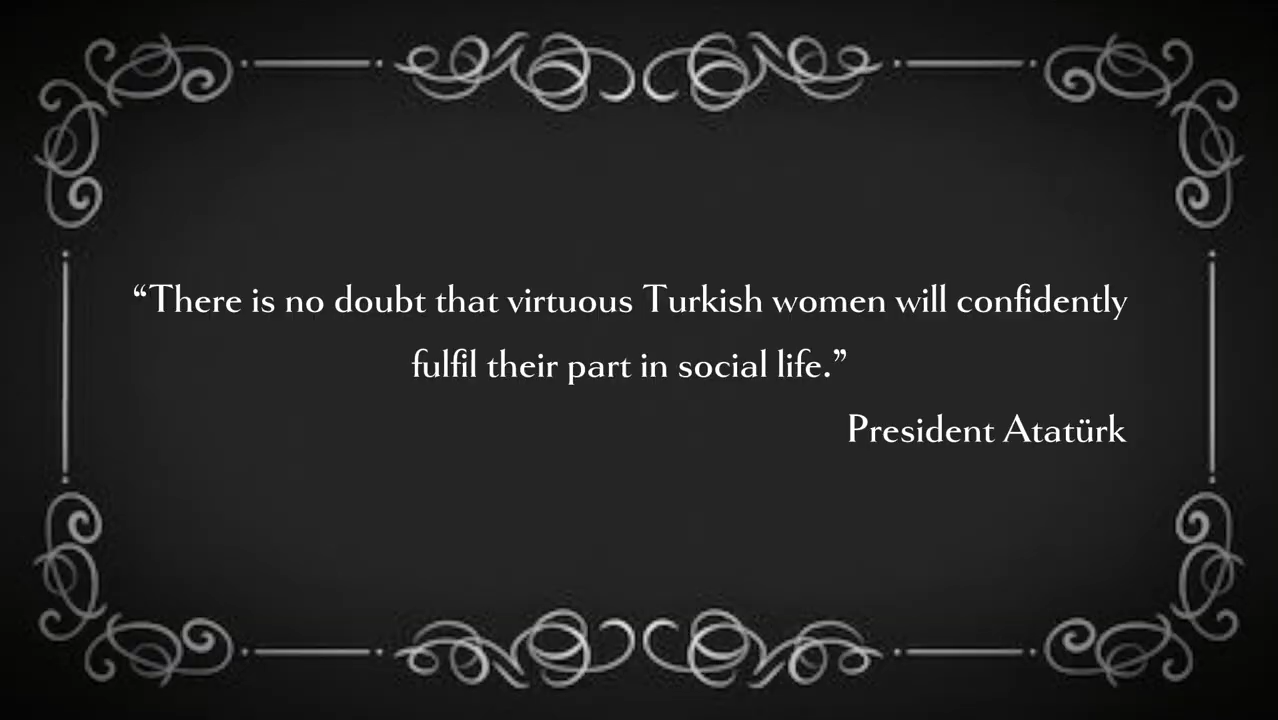 “There is no doubt that virtuous Turkish women will confidently
fulfil their part in social life.”
President Atatürk